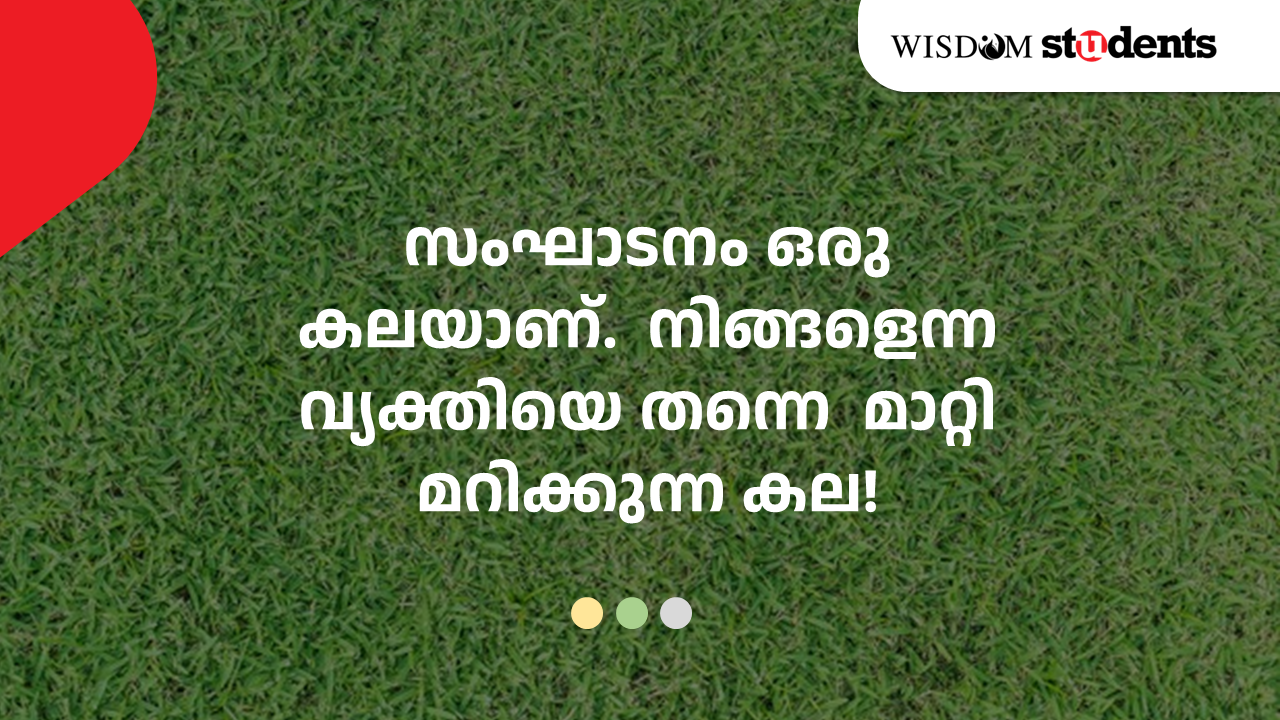 WISDOM students
സംഘാടനം ഒരു
കലയാണ്. നിങ്ങളെന്ന
വ്യക്തിയെ തന്നെ മാറ്റി
മറിക്കുന്ന കല!